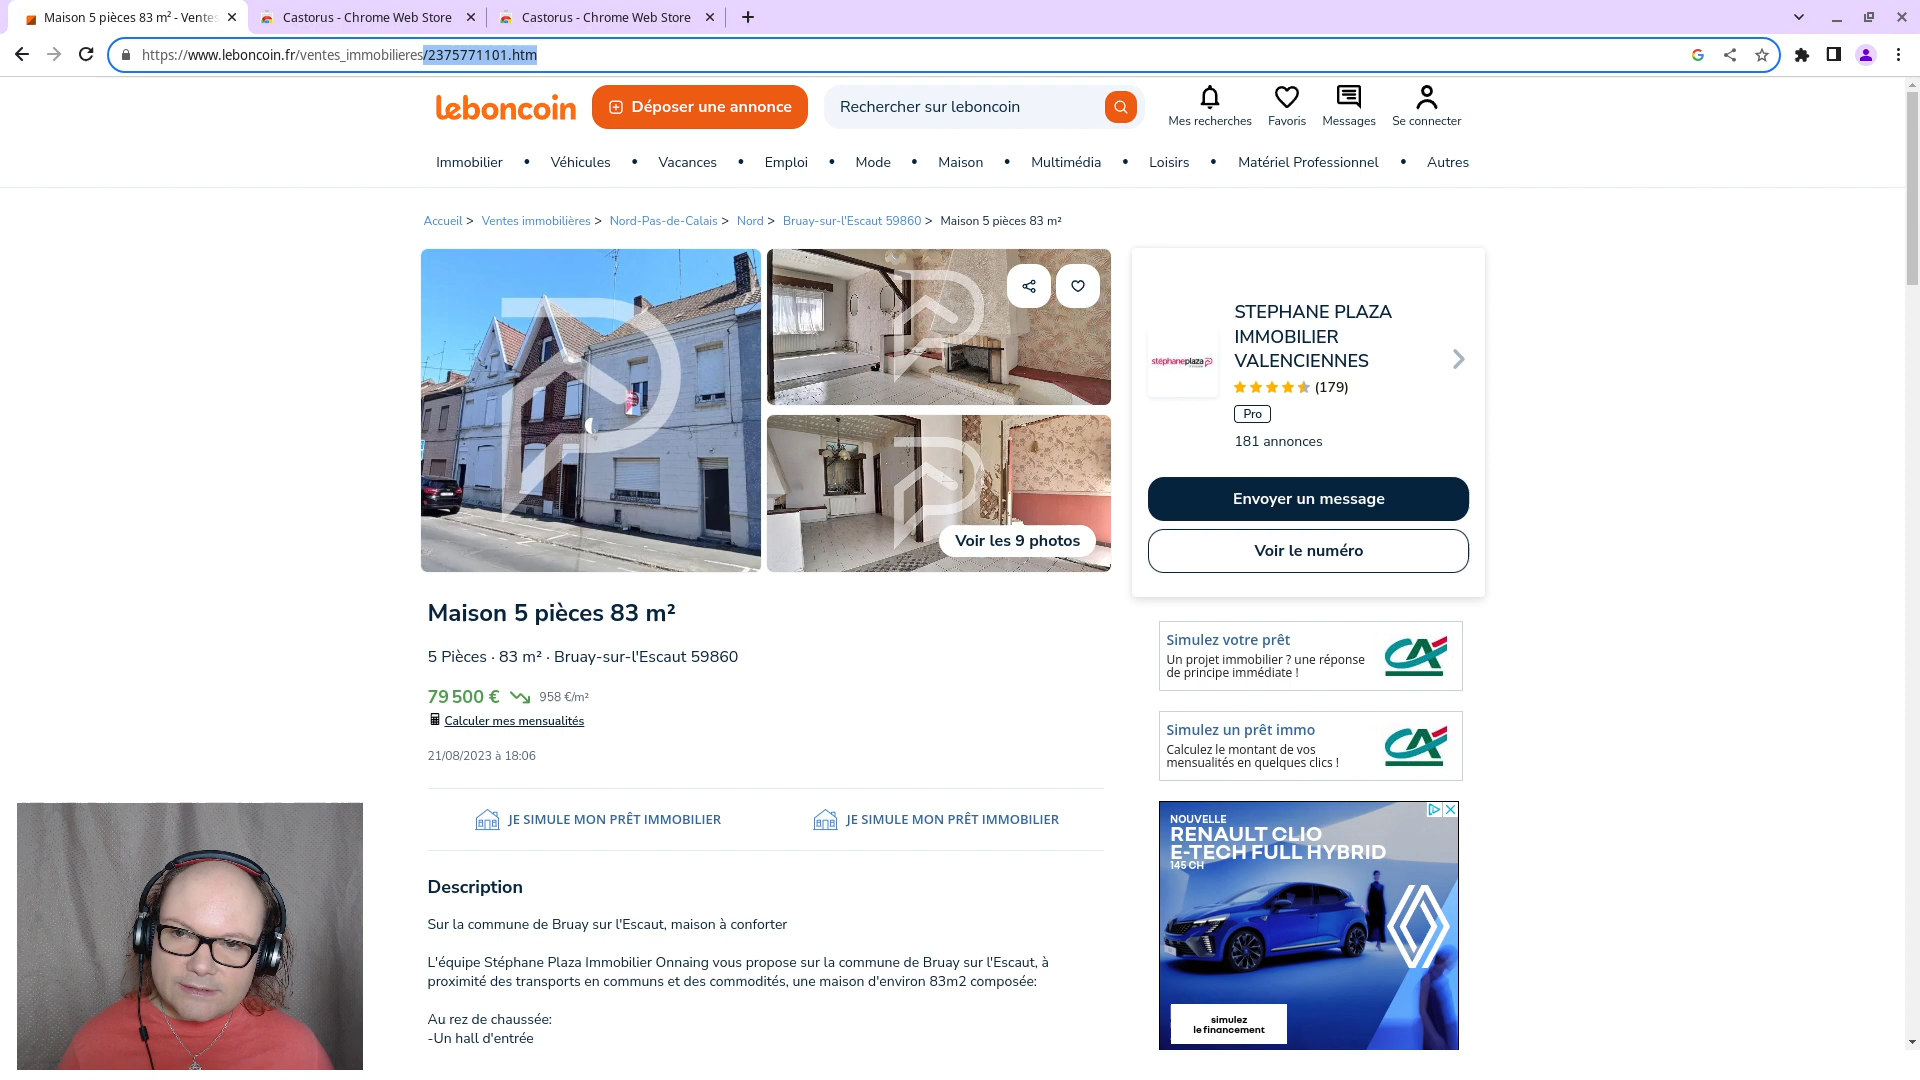 Maison 5 pièces 83 m² - Ventes
Castorus - Chrome Web Store
Castorus - Chrome Web Store
https://www.leboncoin.fr/ventes_immobilieres/2375771101.htm
leboncoin
Déposer une annonce
Rechercher sur leboncoin
Mes recherches
Favoris
Messages
Se connecter
Immobilier • Véhicules • Vacances • Emploi • Mode • Maison • Multimédia • Loisirs • Matériel Professionnel • Autres
Accueil > Ventes immobilières > Nord-Pas-de-Calais > Nord > Bruay-sur-l'Escaut 59860 > Maison 5 pièces 83 m²
Voir les 9 photos
stéphaneplaza
STEPHANE PLAZA
IMMOBILIER
VALENCIENNES
(179)
Pro
181 annonces
Envoyer un message
Voir le numéro
Maison 5 pièces 83 m²
5 Pièces · 83 m² · Bruay-sur-l'Escaut 59860
79 500 € 958 €/m²
Calculer mes mensualités
21/08/2023 à 18:06
JE SIMULE MON PRÊT IMMOBILIER
JE SIMULE MON PRÊT IMMOBILIER
Description
Sur la commune de Bruay sur l'Escaut, maison à conforter
L'équipe Stéphane Plaza Immobilier Onnaing vous propose sur la commune de Bruay sur l'Escaut, à
proximité des transports en communs et des commodités, une maison d'environ 83m2 composée:
Au rez de chaussée:
-Un hall d'entrée
Simulez votre prêt
Un projet immobilier ? une réponse
de principe immédiate !
CA
Simulez un prêt immo
Calculez le montant de vos
mensualités en quelques clics !
CA
NOUVELLE
RENAULT CLIO
E-TECH FULL HYBRID
145 CH
simulez
le financement